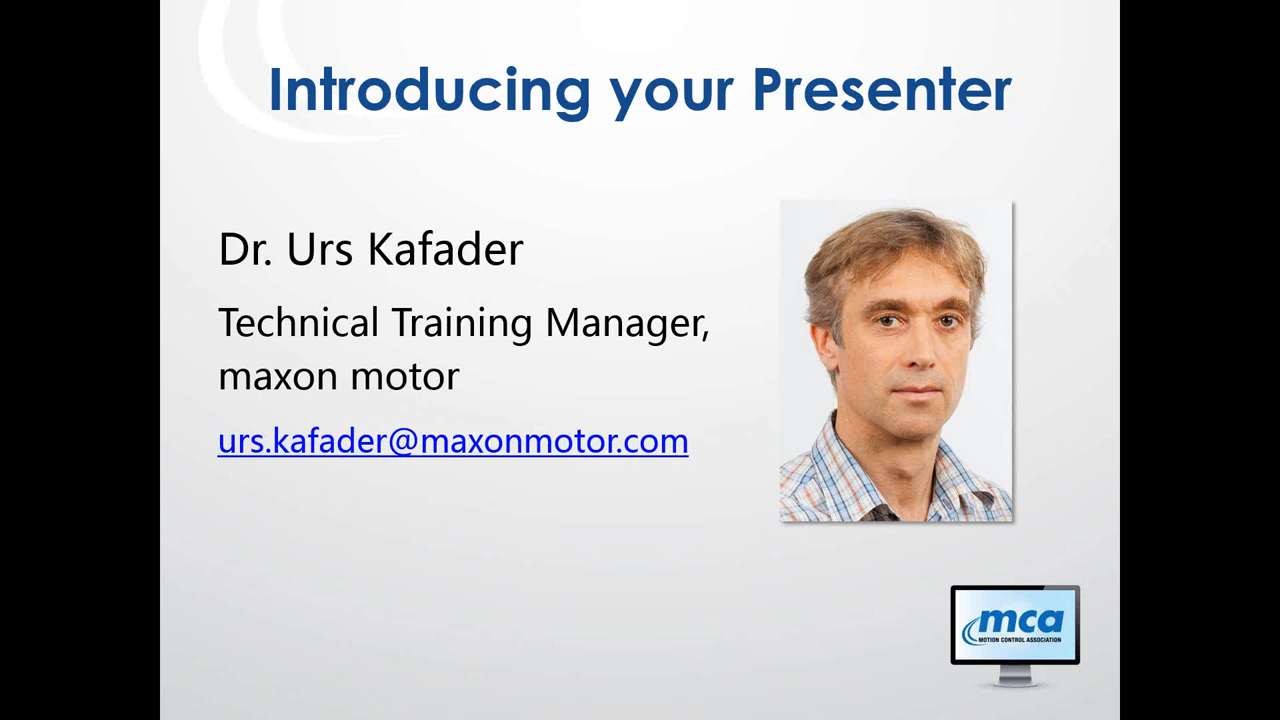 Introducing your Presenter
Dr. Urs Kafader
Technical Training Manager,
maxon motor
urs.kafader@maxonmotor.com
mca
MOTION CONTROL ASSOCIATION